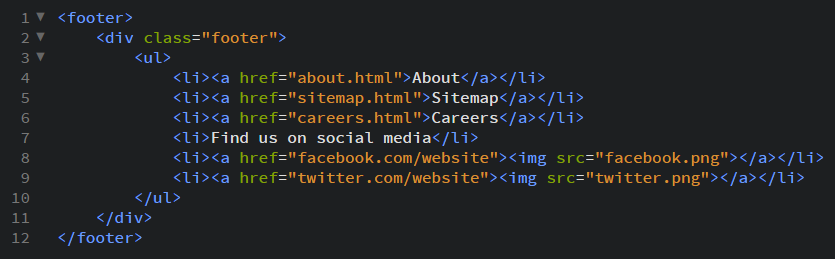 1 <footer>
2 <div class="footer">
3 <ul>
4 <li><a href="about.html">About</a></li>
5 <li><a href="sitemap.html">Sitemap</a></li>
6 <li><a href="careers.html">Careers</a></li>
7 <li>Find us on social media</li>
8 <li><a href="facebook.com/website"><img src="facebook.png"></a></li>
9 <li><a href="twitter.com/website"><img src="twitter.png"></a></li>
10 </ul>
11 </div>
12 </footer>